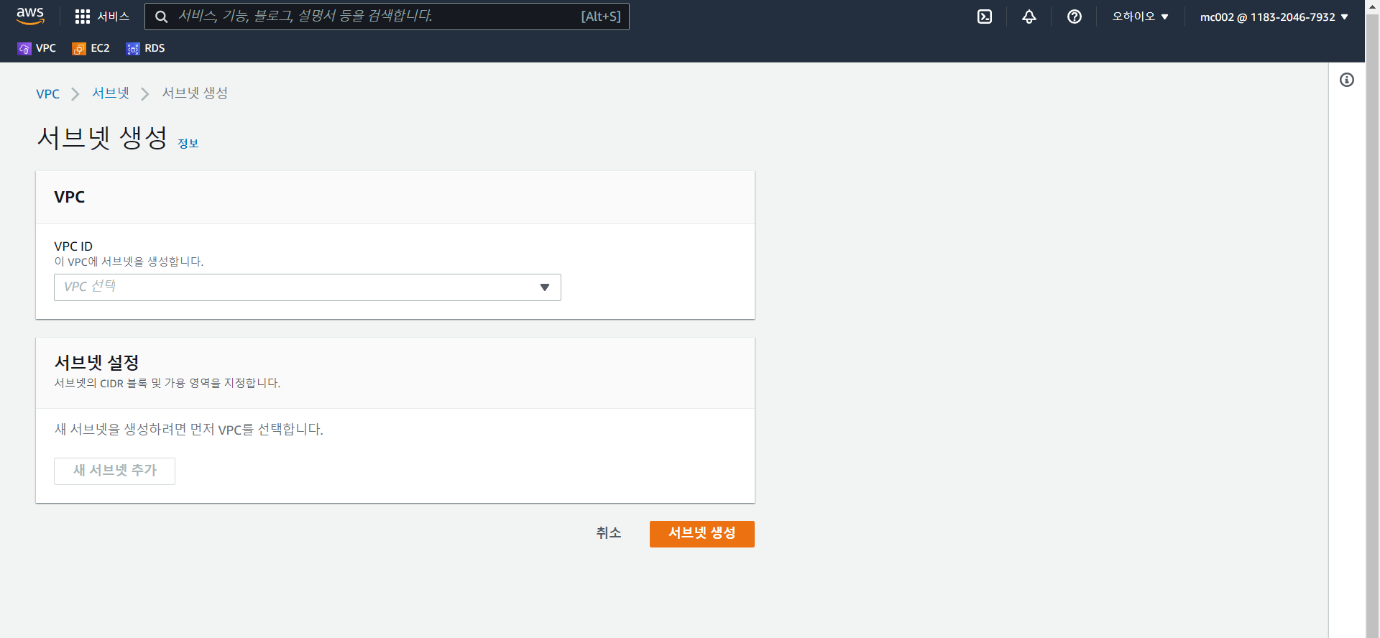 aws 서비스 서비스, 기능, 블로그, 설명서 등을 검색합니다. [Alt+S] 오하이오 ▼ mc002 @ 1183-2046-7932 ▼
VPC EC2 RDS
VPC > 서브넷 > 서브넷 생성
서브넷 생성 정보
VPC
VPC ID
이 VPC에 서브넷을 생성합니다.
VPC 선택
서브넷 설정
서브넷의 CIDR 블록 및 가용 영역을 지정합니다.
새 서브넷을 생성하려면 먼저 VPC를 선택합니다.
새 서브넷 추가
취소 서브넷 생성